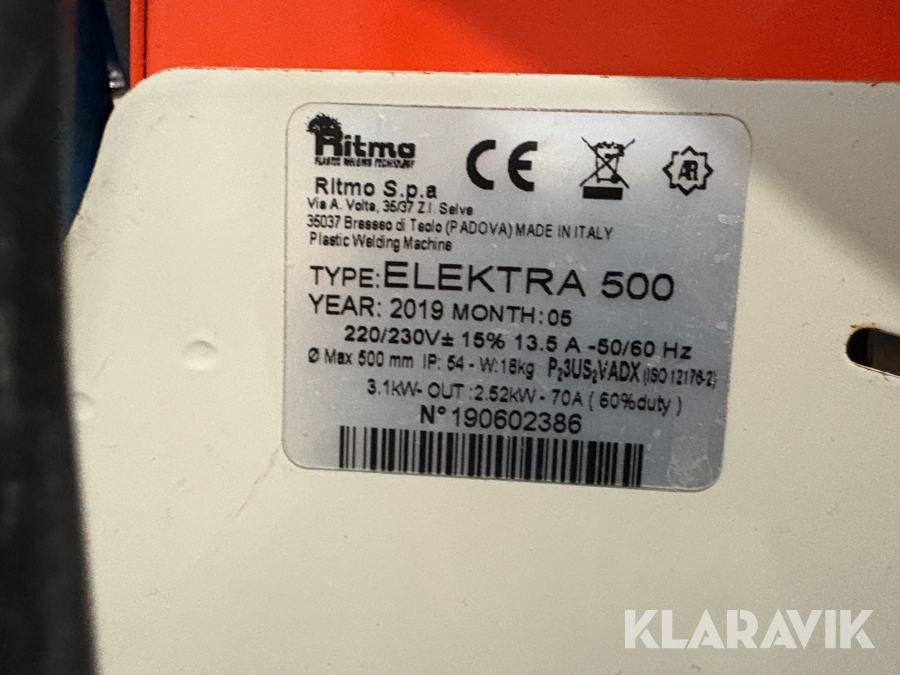 Ritmo
PLASTIC WELDING TECHNOLOGY
CE
AR
Ritmo S.p.a
Via A. Volta, 35/37 Z.I. Selve
35037 Bresseo di Teolo (PADOVA) MADE IN ITALY
Plastic Welding Machine
TYPE: ELEKTRA 500
YEAR: 2019 MONTH: 05
220/230V± 15% 13.5 A -50/60 Hz
Ø Max 500 mm IP: 54 - W:18kg P₂3US₂VADX (ISO 12176-2)
3.1kW- OUT :2.52kW - 70A ( 60%duty )
N° 190602386
KLARAVIK